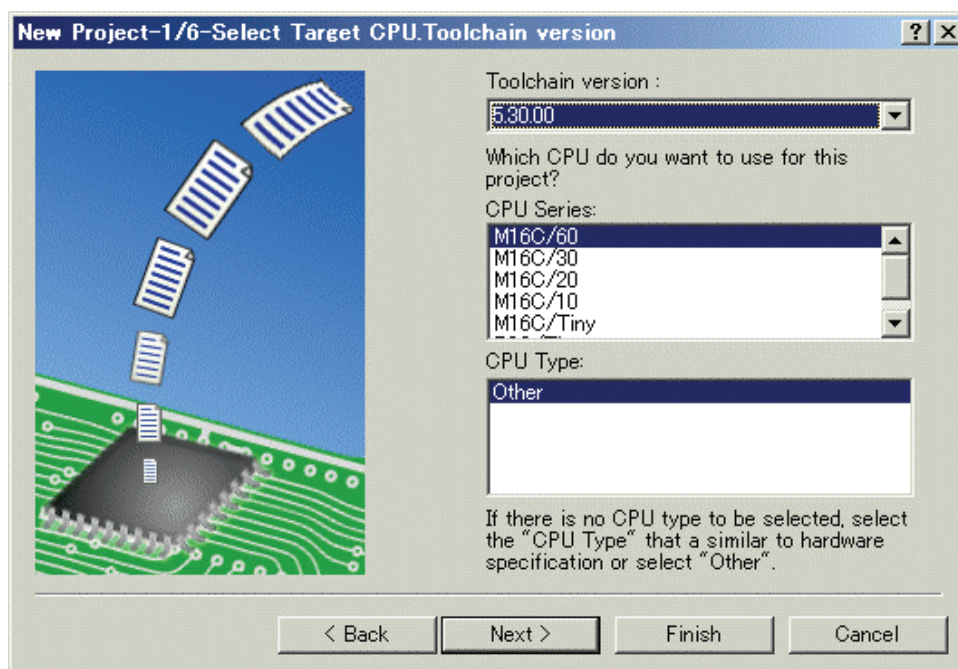 New Project-1/6-Select Target CPU.Toolchain version
Toolchain version :
5.30.00
Which CPU do you want to use for this
project?
CPU Series:
M16C/60
M16C/30
M16C/20
M16C/10
M16C/Tiny
CPU Type:
Other
If there is no CPU type to be selected, select
the "CPU Type" that a similar to hardware
specification or select "Other".
< Back
Next >
Finish
Cancel